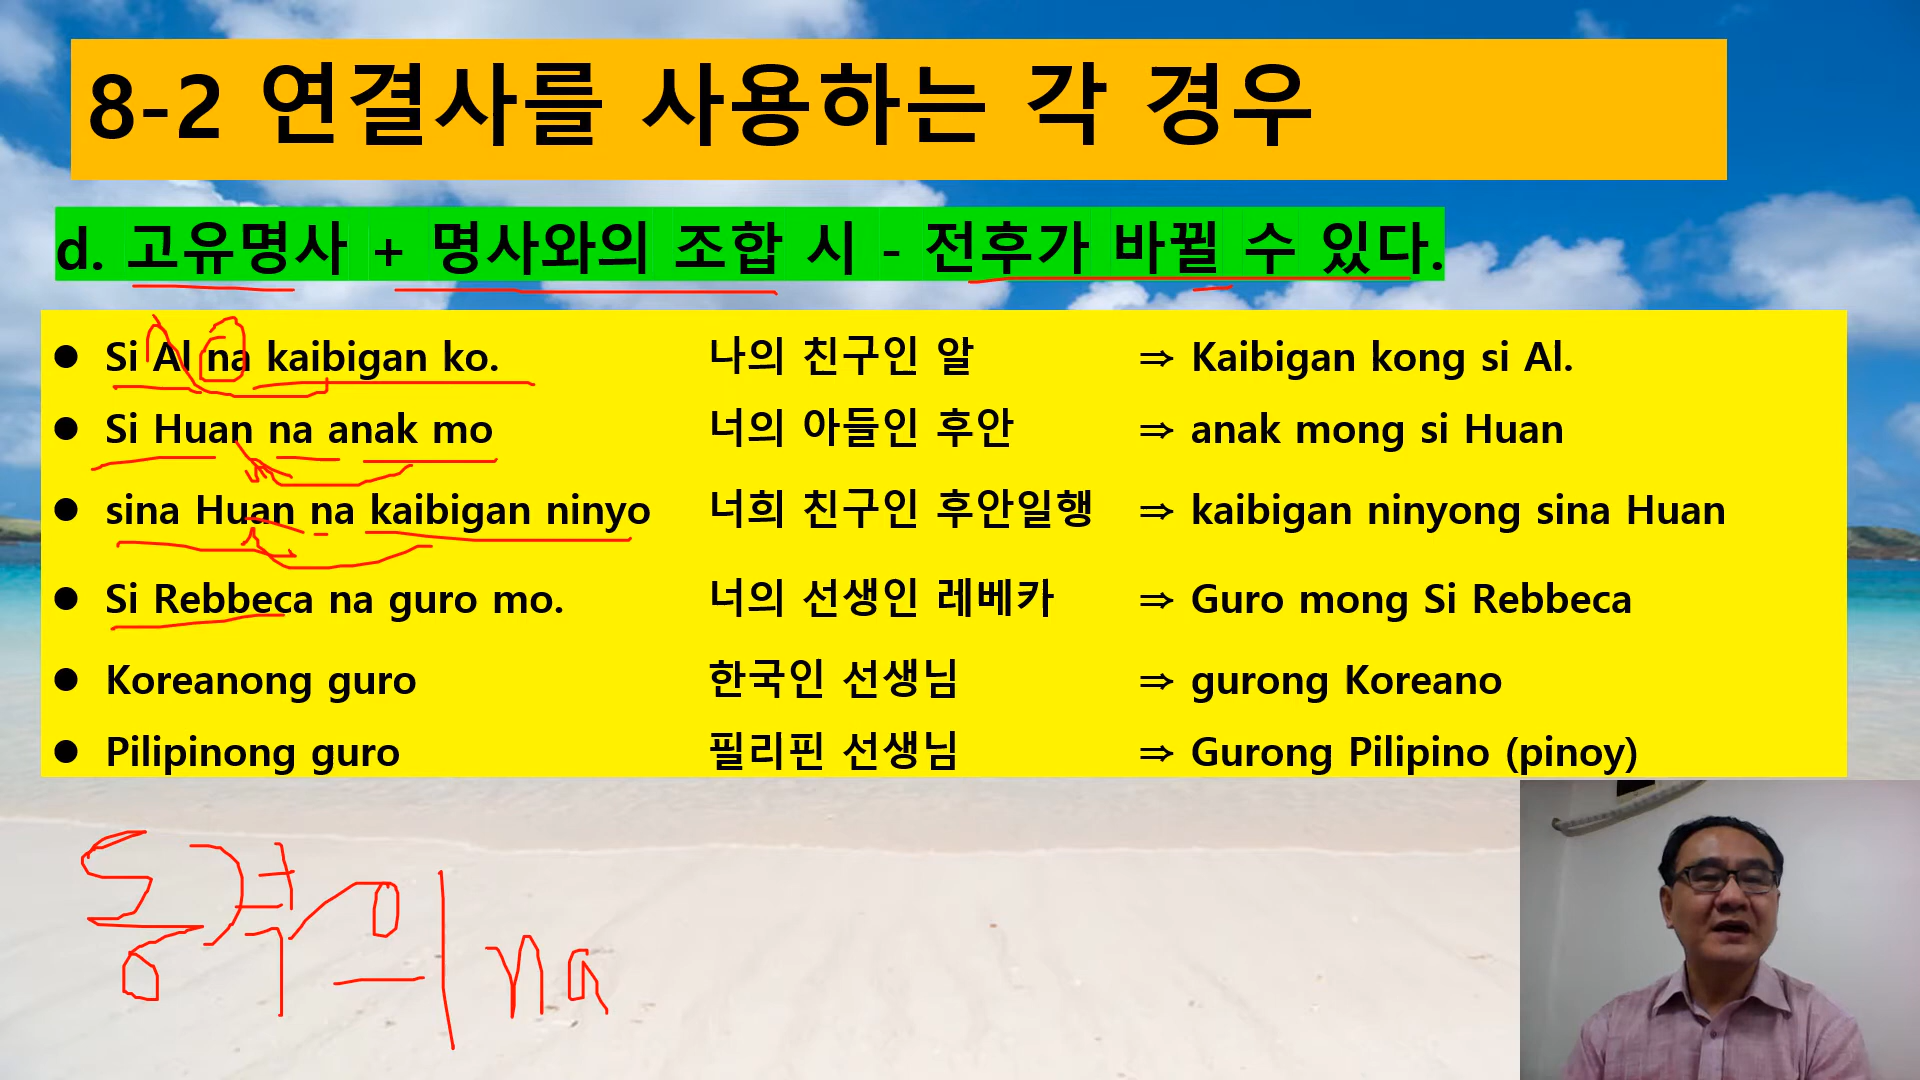 8-2 연결사를 사용하는 각 경우
d. 고유명사 + 명사와의 조합 시 - 전후가 바뀔 수 있다.
● Si Al na kaibigan ko. 나의 친구인 알 ⇒ Kaibigan kong si Al.
● Si Huan na anak mo 너의 아들인 후안 ⇒ anak mong si Huan
● sina Huan na kaibigan ninyo 너희 친구인 후안일행 ⇒ kaibigan ninyong sina Huan
● Si Rebbeca na guro mo. 너의 선생인 레베카 ⇒ Guro mong Si Rebbeca
● Koreanong guro 한국인 선생님 ⇒ gurong Koreano
● Pilipinong guro 필리핀 선생님 ⇒ Gurong Pilipino (pinoy)
동격의 na